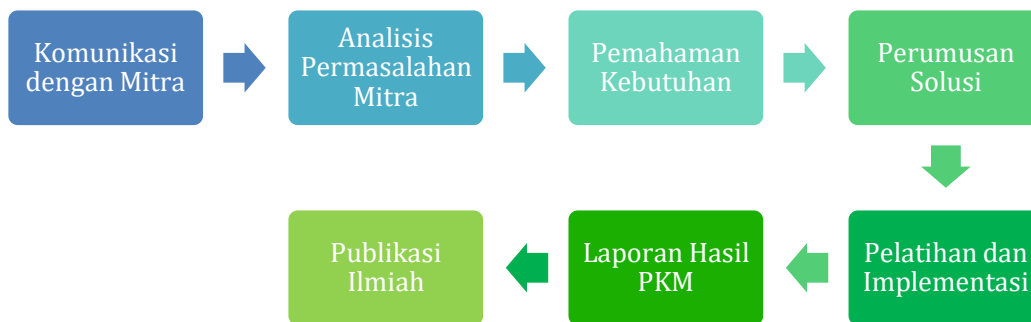 Komunikasi
dengan Mitra
Analisis
Permasalahan
Mitra
Pemahaman
Kebutuhan
Perumusan
Solusi
Pelatihan dan
Implementasi
Laporan Hasil
PKM
Publikasi
Ilmiah